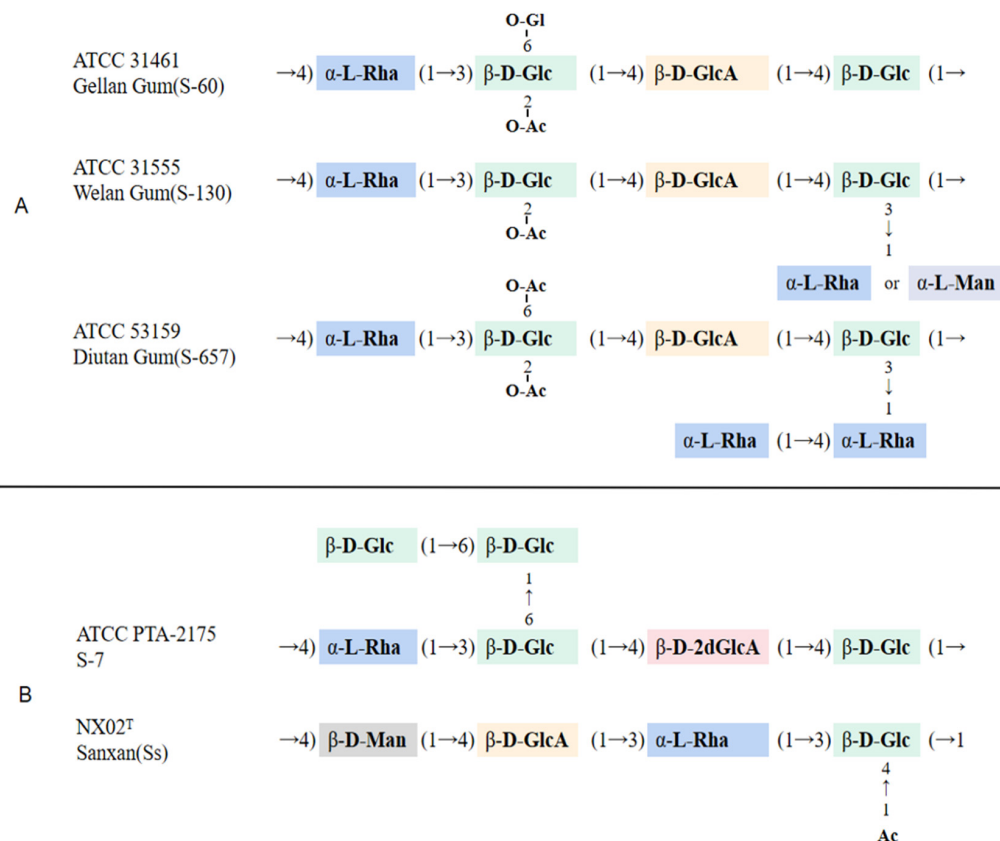 O-Gl
6
ATCC 31461
Gellan Gum(S-60)
→4) α-L-Rha (1→3) β-D-Glc (1→4) β-D-GlcA (1→4) β-D-Glc (1→
2
O-Ac
A
ATCC 31555
Welan Gum(S-130)
→4) α-L-Rha (1→3) β-D-Glc (1→4) β-D-GlcA (1→4) β-D-Glc (1→
2 3
O-Ac ↓
1
α-L-Rha or α-L-Man
O-Ac
6
ATCC 53159
Diutan Gum(S-657)
→4) α-L-Rha (1→3) β-D-Glc (1→4) β-D-GlcA (1→4) β-D-Glc (1→
2 3
O-Ac ↓
1
α-L-Rha (1→4) α-L-Rha
B
β-D-Glc (1→6) β-D-Glc
1
↑
6
ATCC PTA-2175
S-7
→4) α-L-Rha (1→3) β-D-Glc (1→4) β-D-2dGlcA (1→4) β-D-Glc (1→
NX02ᵀ
Sanxan(Ss)
→4) β-D-Man (1→4) β-D-GlcA (1→3) α-L-Rha (1→3) β-D-Glc (→1
4
↑
1
Ac